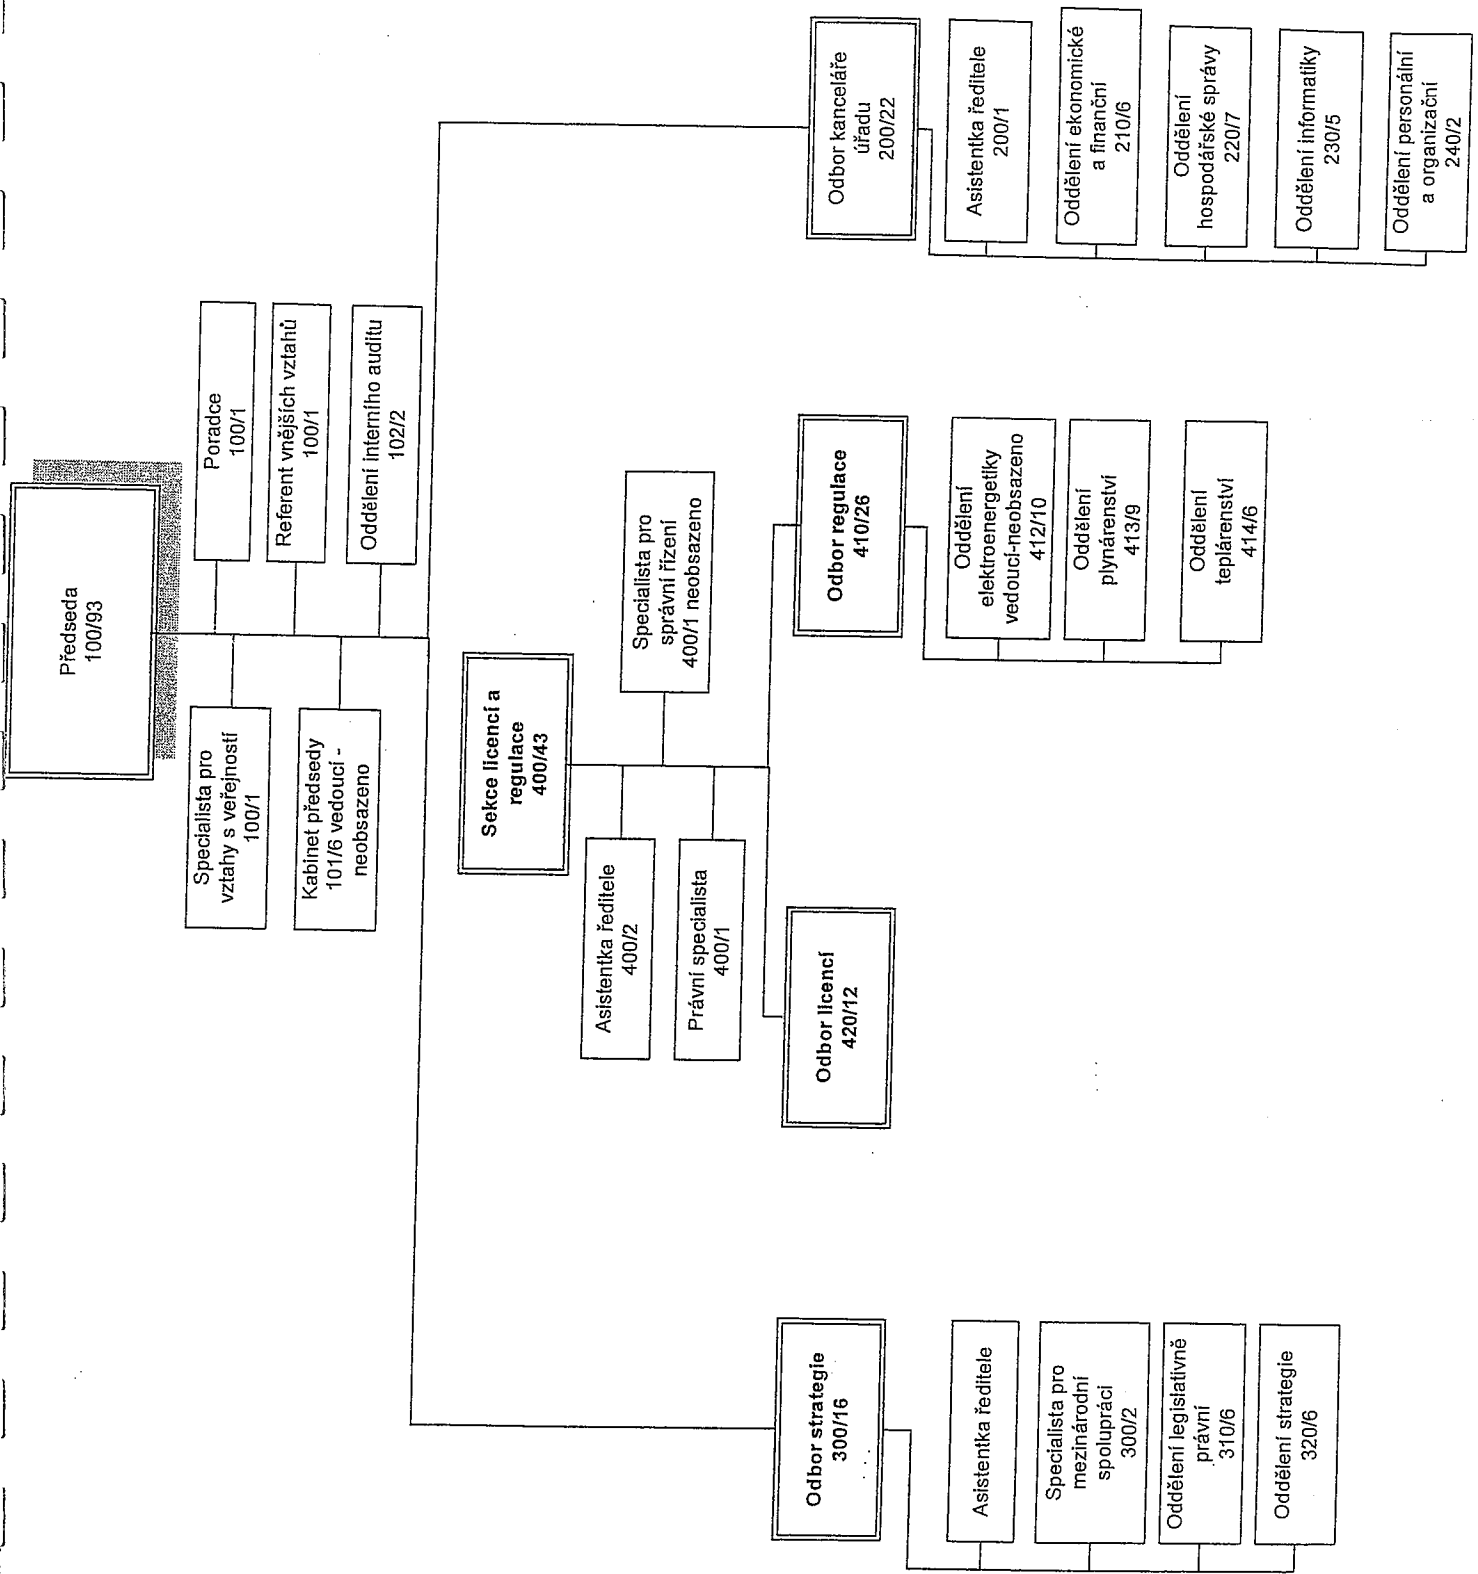 Předseda
100/93
Specialista pro
vztahy s veřejností
100/1
Kabinet předsedy
101/6 vedoucí -
neobsazeno
Poradce
100/1
Referent vnějších vztahů
100/1
Oddělení interního auditu
102/2
Sekce licencí a
regulace
400/43
Asistentka ředitele
400/2
Právní specialista
400/1
Specialista pro
správní řízení
400/1 neobsazeno
Odbor strategie
300/16
Asistentka ředitele
Specialista pro
mezinárodní
spolupráci
300/2
Oddělení legislativně
právní
310/6
Oddělení strategie
320/6
Odbor licencí
420/12
Odbor regulace
410/26
Oddělení
elektroenergetiky
vedoucí-neobsazeno
412/10
Oddělení
plynárenství
413/9
Oddělení
teplárenství
414/6
Odbor kanceláře
úřadu
200/22
Asistentka ředitele
200/1
Oddělení ekonomické
a finanční
210/6
Oddělení
hospodářské správy
220/7
Oddělení informatiky
230/5
Oddělení personální
a organizační
240/2